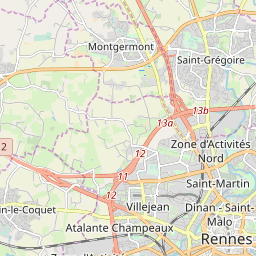 Montgermont
Saint-Grégoire
13b
13a
Zone d'Activités
Nord
2
12
11
Saint-Martin
12
Villejean
Dinan - Saint-
Malo
in-le-Coquet
Atalante Champeaux
Rennes